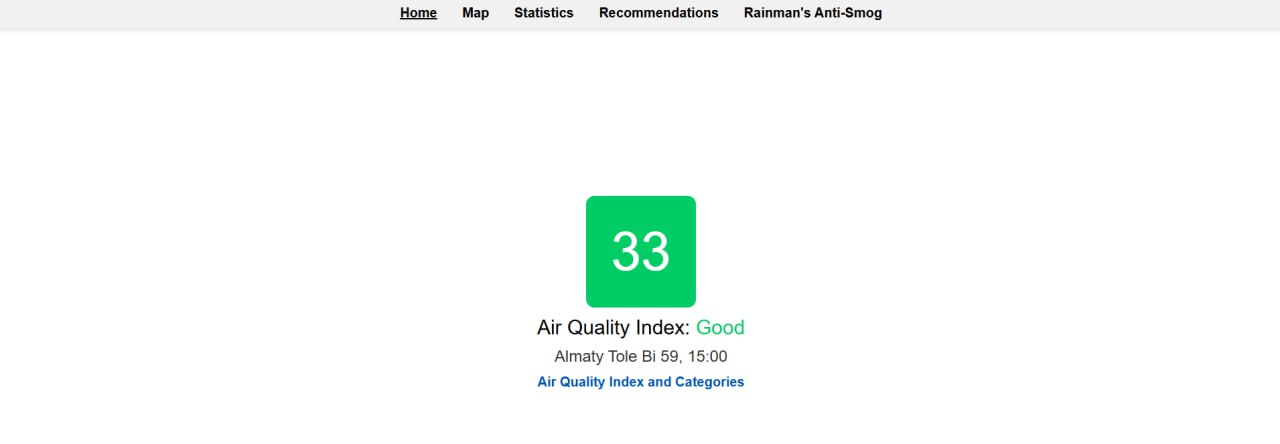 Home Map Statistics Recommendations Rainman's Anti-Smog
33
Air Quality Index: Good
Almaty Tole Bi 59, 15:00
Air Quality Index and Categories